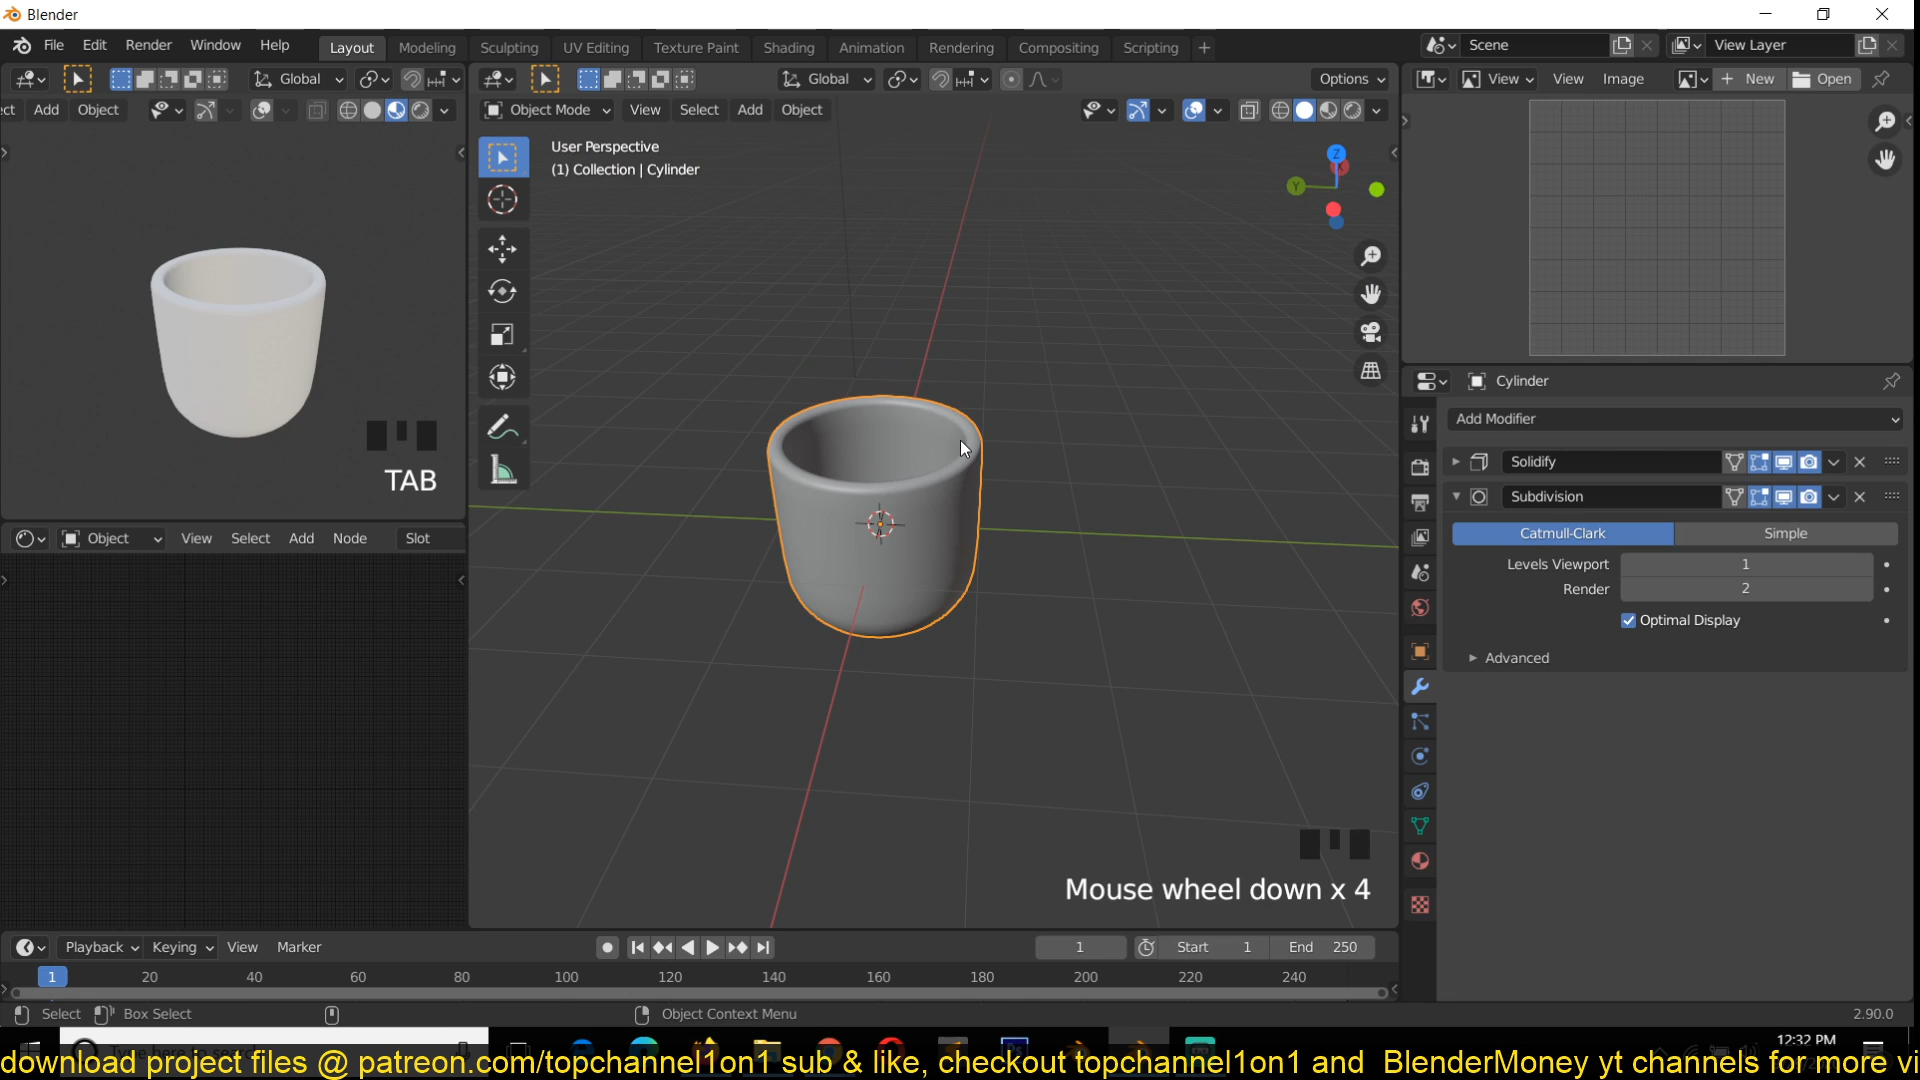 Blender
File Edit Render Window Help Layout Modeling Sculpting UV Editing Texture Paint Shading Animation Rendering Compositing Scripting + Scene View Layer
Global Global Options View View Image + New Open
Add Object Object Mode View Select Add Object
User Perspective
(1) Collection | Cylinder
Z
X
Y
Cylinder
Add Modifier
Solidify
Subdivision
Catmull-Clark Simple
Levels Viewport 1
Render 2
Optimal Display
Advanced
TAB
Object View Select Add Node Slot
Mouse wheel down x 4
Playback Keying View Marker 1 Start 1 End 250
1 20 40 60 80 100 120 140 160 180 200 220 240
Select Box Select Object Context Menu 2.90.0
12:32 PM
download project files @ patreon.com/topchannel1on1 sub & like, checkout topchannel1on1 and BlenderMoney yt channels for more vi